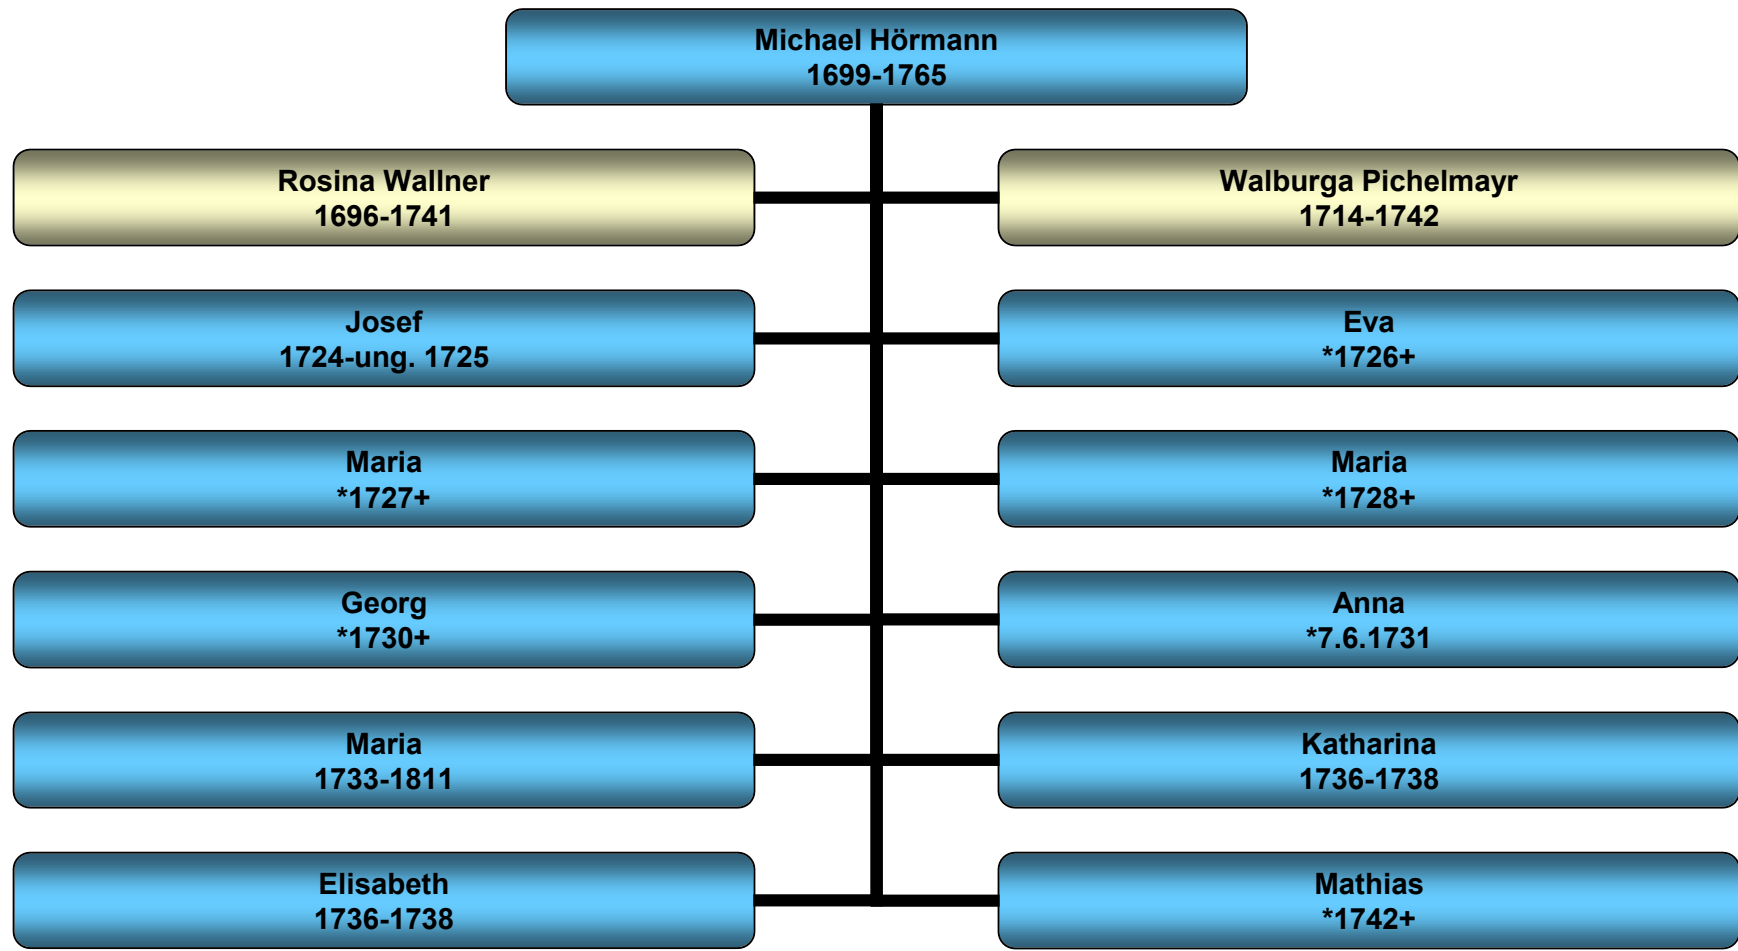 Michael Hörmann
1699-1765
Rosina Wallner
1696-1741
Walburga Pichelmayr
1714-1742
Josef
1724-ung. 1725
Eva
*1726+
Maria
*1727+
Maria
*1728+
Georg
*1730+
Anna
*7.6.1731
Maria
1733-1811
Katharina
1736-1738
Elisabeth
1736-1738
Mathias
*1742+